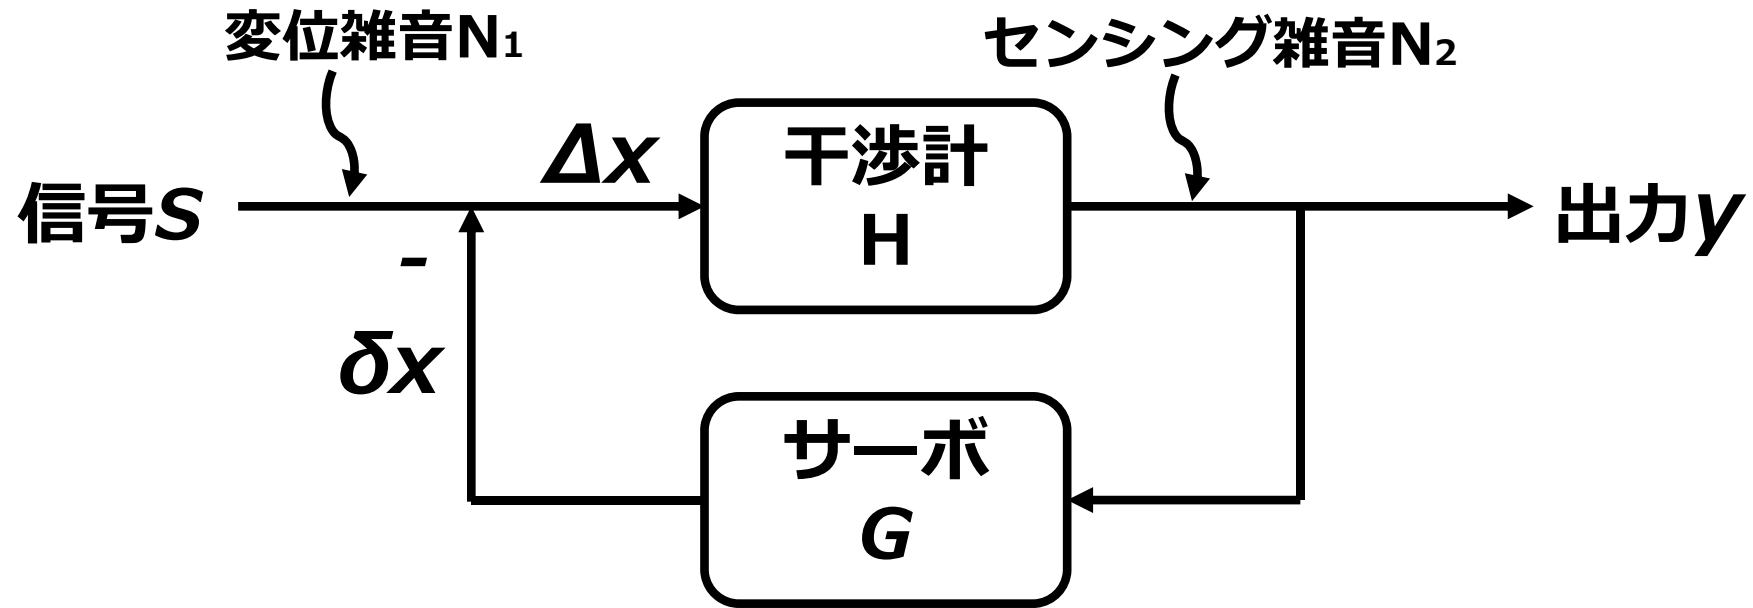 変位雑音N₁
センシング雑音N₂
信号S
Δx
干渉計
H
出力y
-
δx
サーボ
G